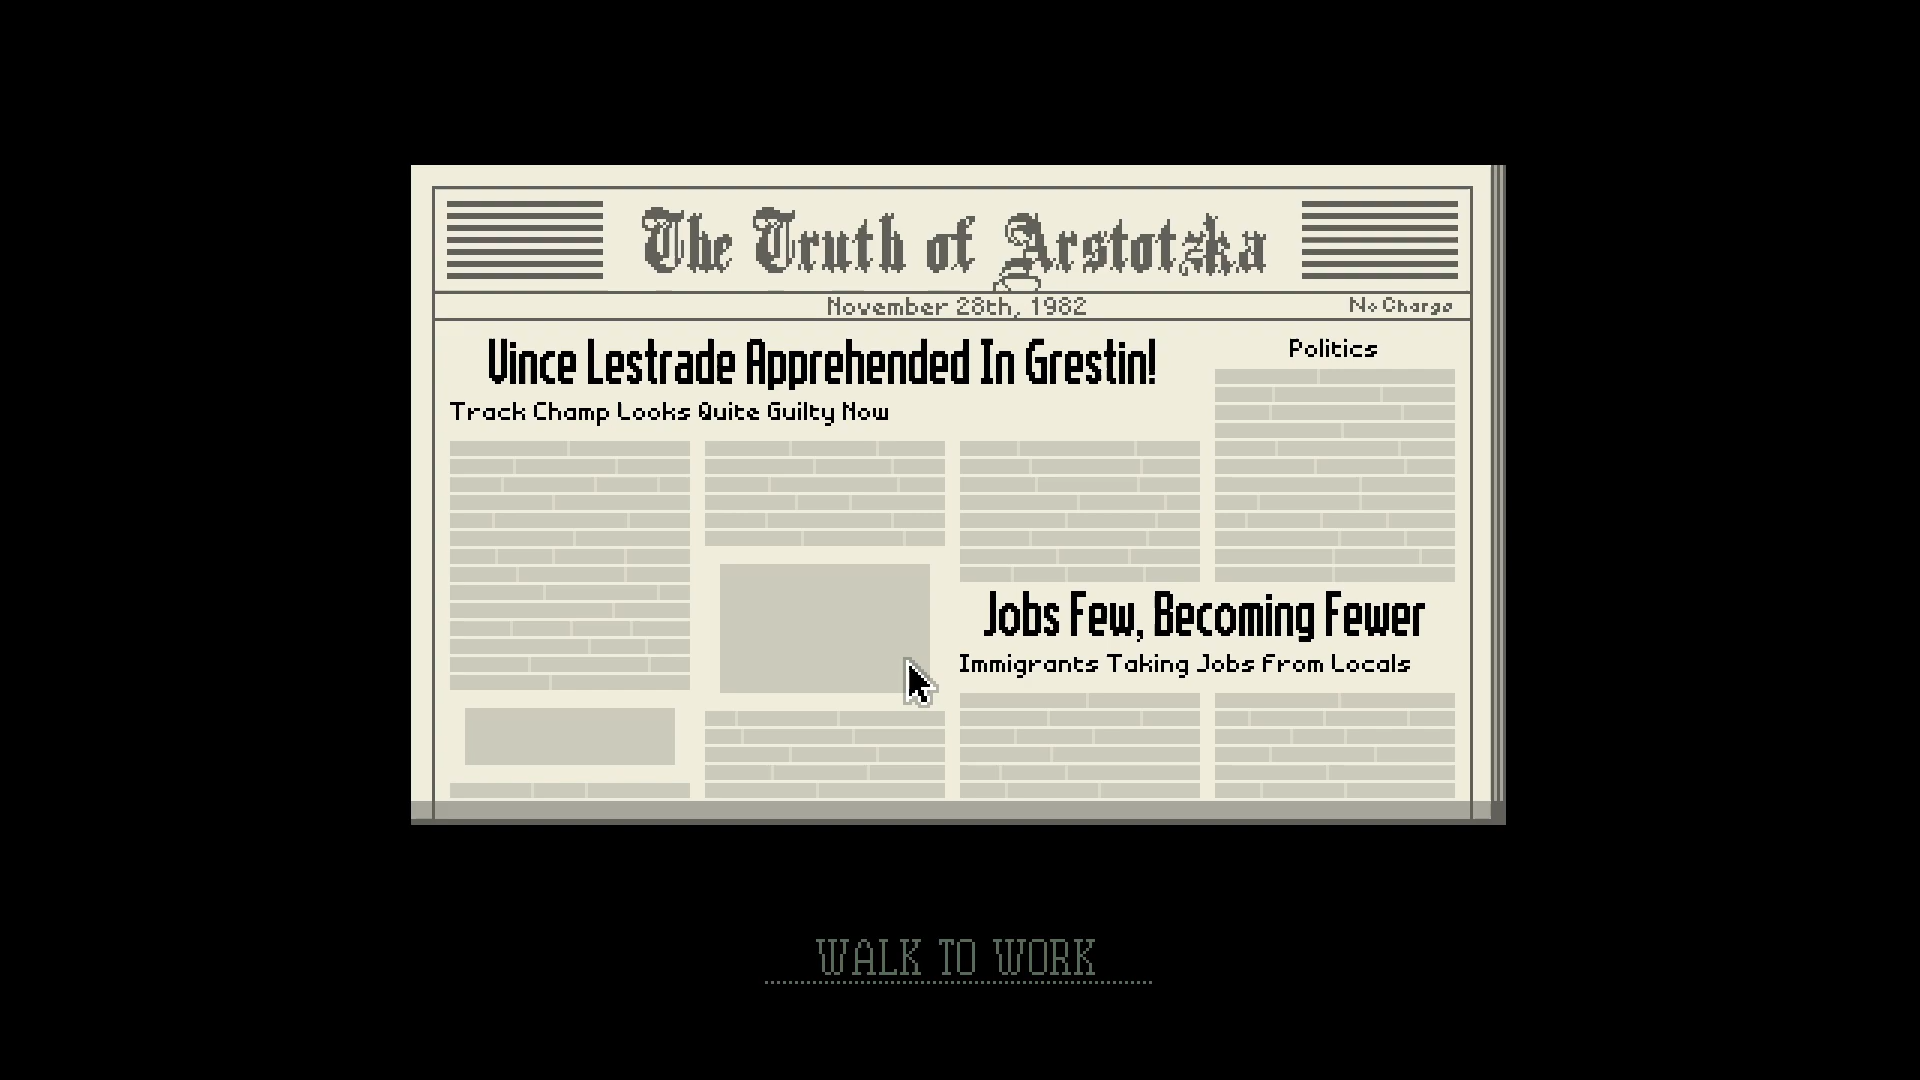 The Truth of Arstotzka
November 28th, 1982
No Charge
Vince Lestrade Apprehended In Grestin!
Track Champ Looks Quite Guilty Now
Politics
Jobs Few, Becoming Fewer
Immigrants Taking Jobs From Locals
WALK TO WORK